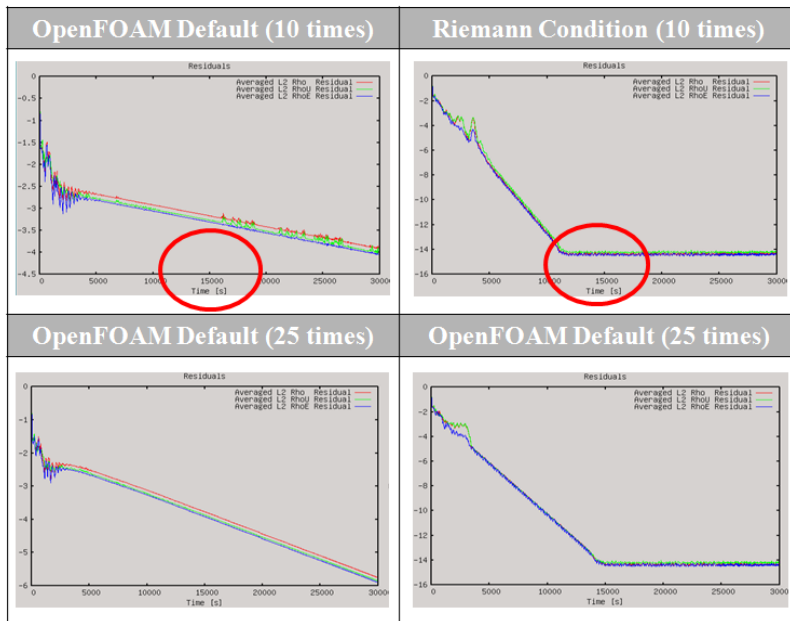 OpenFOAM Default (10 times)
Riemann Condition (10 times)
Residuals
Averaged L2 Rho Residual
Averaged L2 RhoU Residual
Averaged L2 RhoE Residual
0
-0.5
-1
-1.5
-2
-2.5
-3
-3.5
-4
-4.5
0 5000 10000 15000 20000 25000 3000
Time [s]
Residuals
Averaged L2 Rho Residual
Averaged L2 RhoU Residual
Averaged L2 RhoE Residual
0
-2
-4
-6
-8
-10
-12
-14
-16
0 5000 10000 15000 20000 25000 30000
Time [s]
OpenFOAM Default (25 times)
OpenFOAM Default (25 times)
Residuals
Averaged L2 Rho Residual
Averaged L2 RhoU Residual
Averaged L2 RhoE Residual
0
-1
-2
-3
-4
-5
-6
0 5000 10000 15000 20000 25000 30000
Time [s]
Residuals
Averaged L2 Rho Residual
Averaged L2 RhoU Residual
Averaged L2 RhoE Residual
0
-2
-4
-6
-8
-10
-12
-14
-16
0 5000 10000 15000 20000 25000 30000
Time [s]